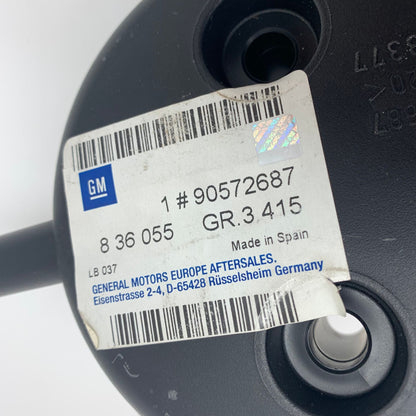 GM
1 # 90572687
8 36 055 GR.3.415
Made in Spain
LB 037
GENERAL MOTORS EUROPE AFTERSALES.
Eisenstrasse 2-4, D-65428 Rüsselsheim Germany